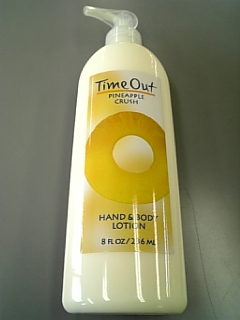 Time Out
PINEAPPLE
CRUSH
HAND & BODY
LOTION
8 FL OZ / 236 ML